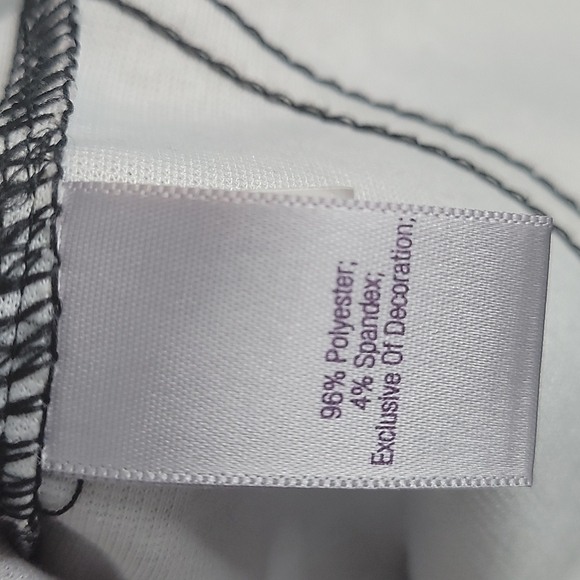 96% Polyester;
4% Spandex;
Exclusive Of Decoration;